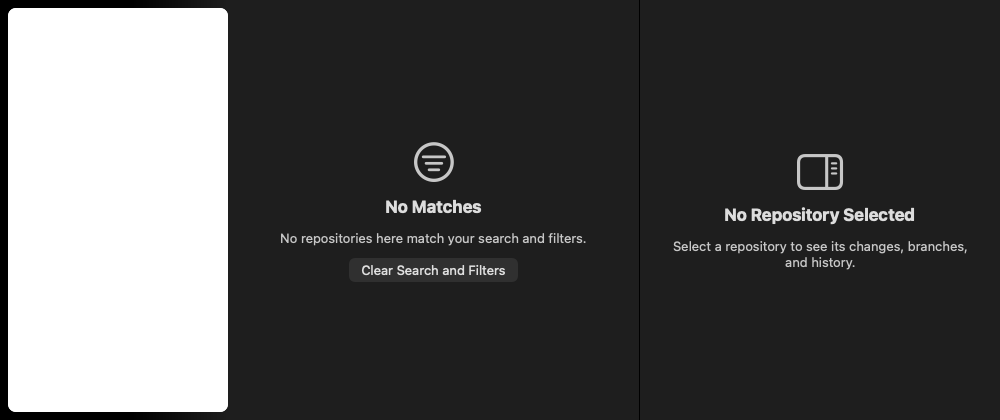 No Matches
No repositories here match your search and filters.
Clear Search and Filters
No Repository Selected
Select a repository to see its changes, branches,
and history.